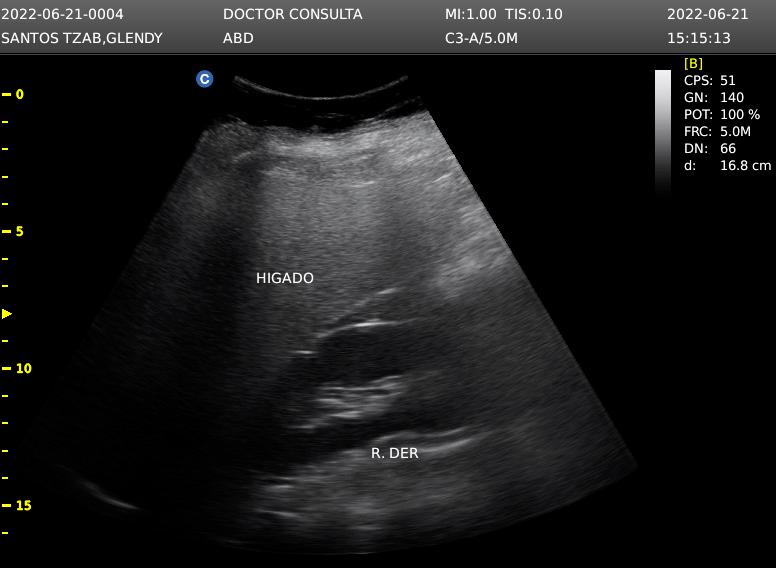 2022-06-21-0004 DOCTOR CONSULTA MI:1.00 TIS:0.10 2022-06-21
SANTOS TZAB,GLENDY ABD C3-A/5.0M 15:15:13
C
[B]
CPS: 51
GN: 140
POT: 100 %
FRC: 5.0M
DN: 66
d: 16.8 cm
0
5
10
15
HIGADO
R. DER